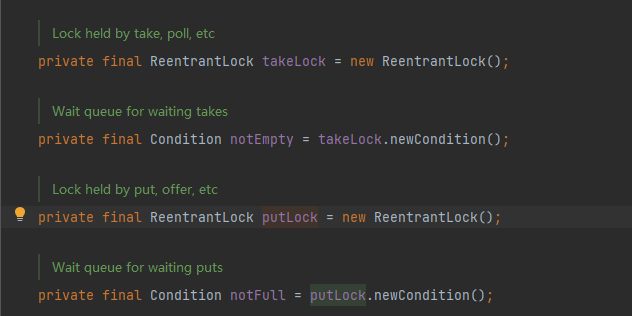 Lock held by take, poll, etc
private final ReentrantLock takeLock = new ReentrantLock();
Wait queue for waiting takes
private final Condition notEmpty = takeLock.newCondition();
Lock held by put, offer, etc
private final ReentrantLock putLock = new ReentrantLock();
Wait queue for waiting puts
private final Condition notFull = putLock.newCondition();